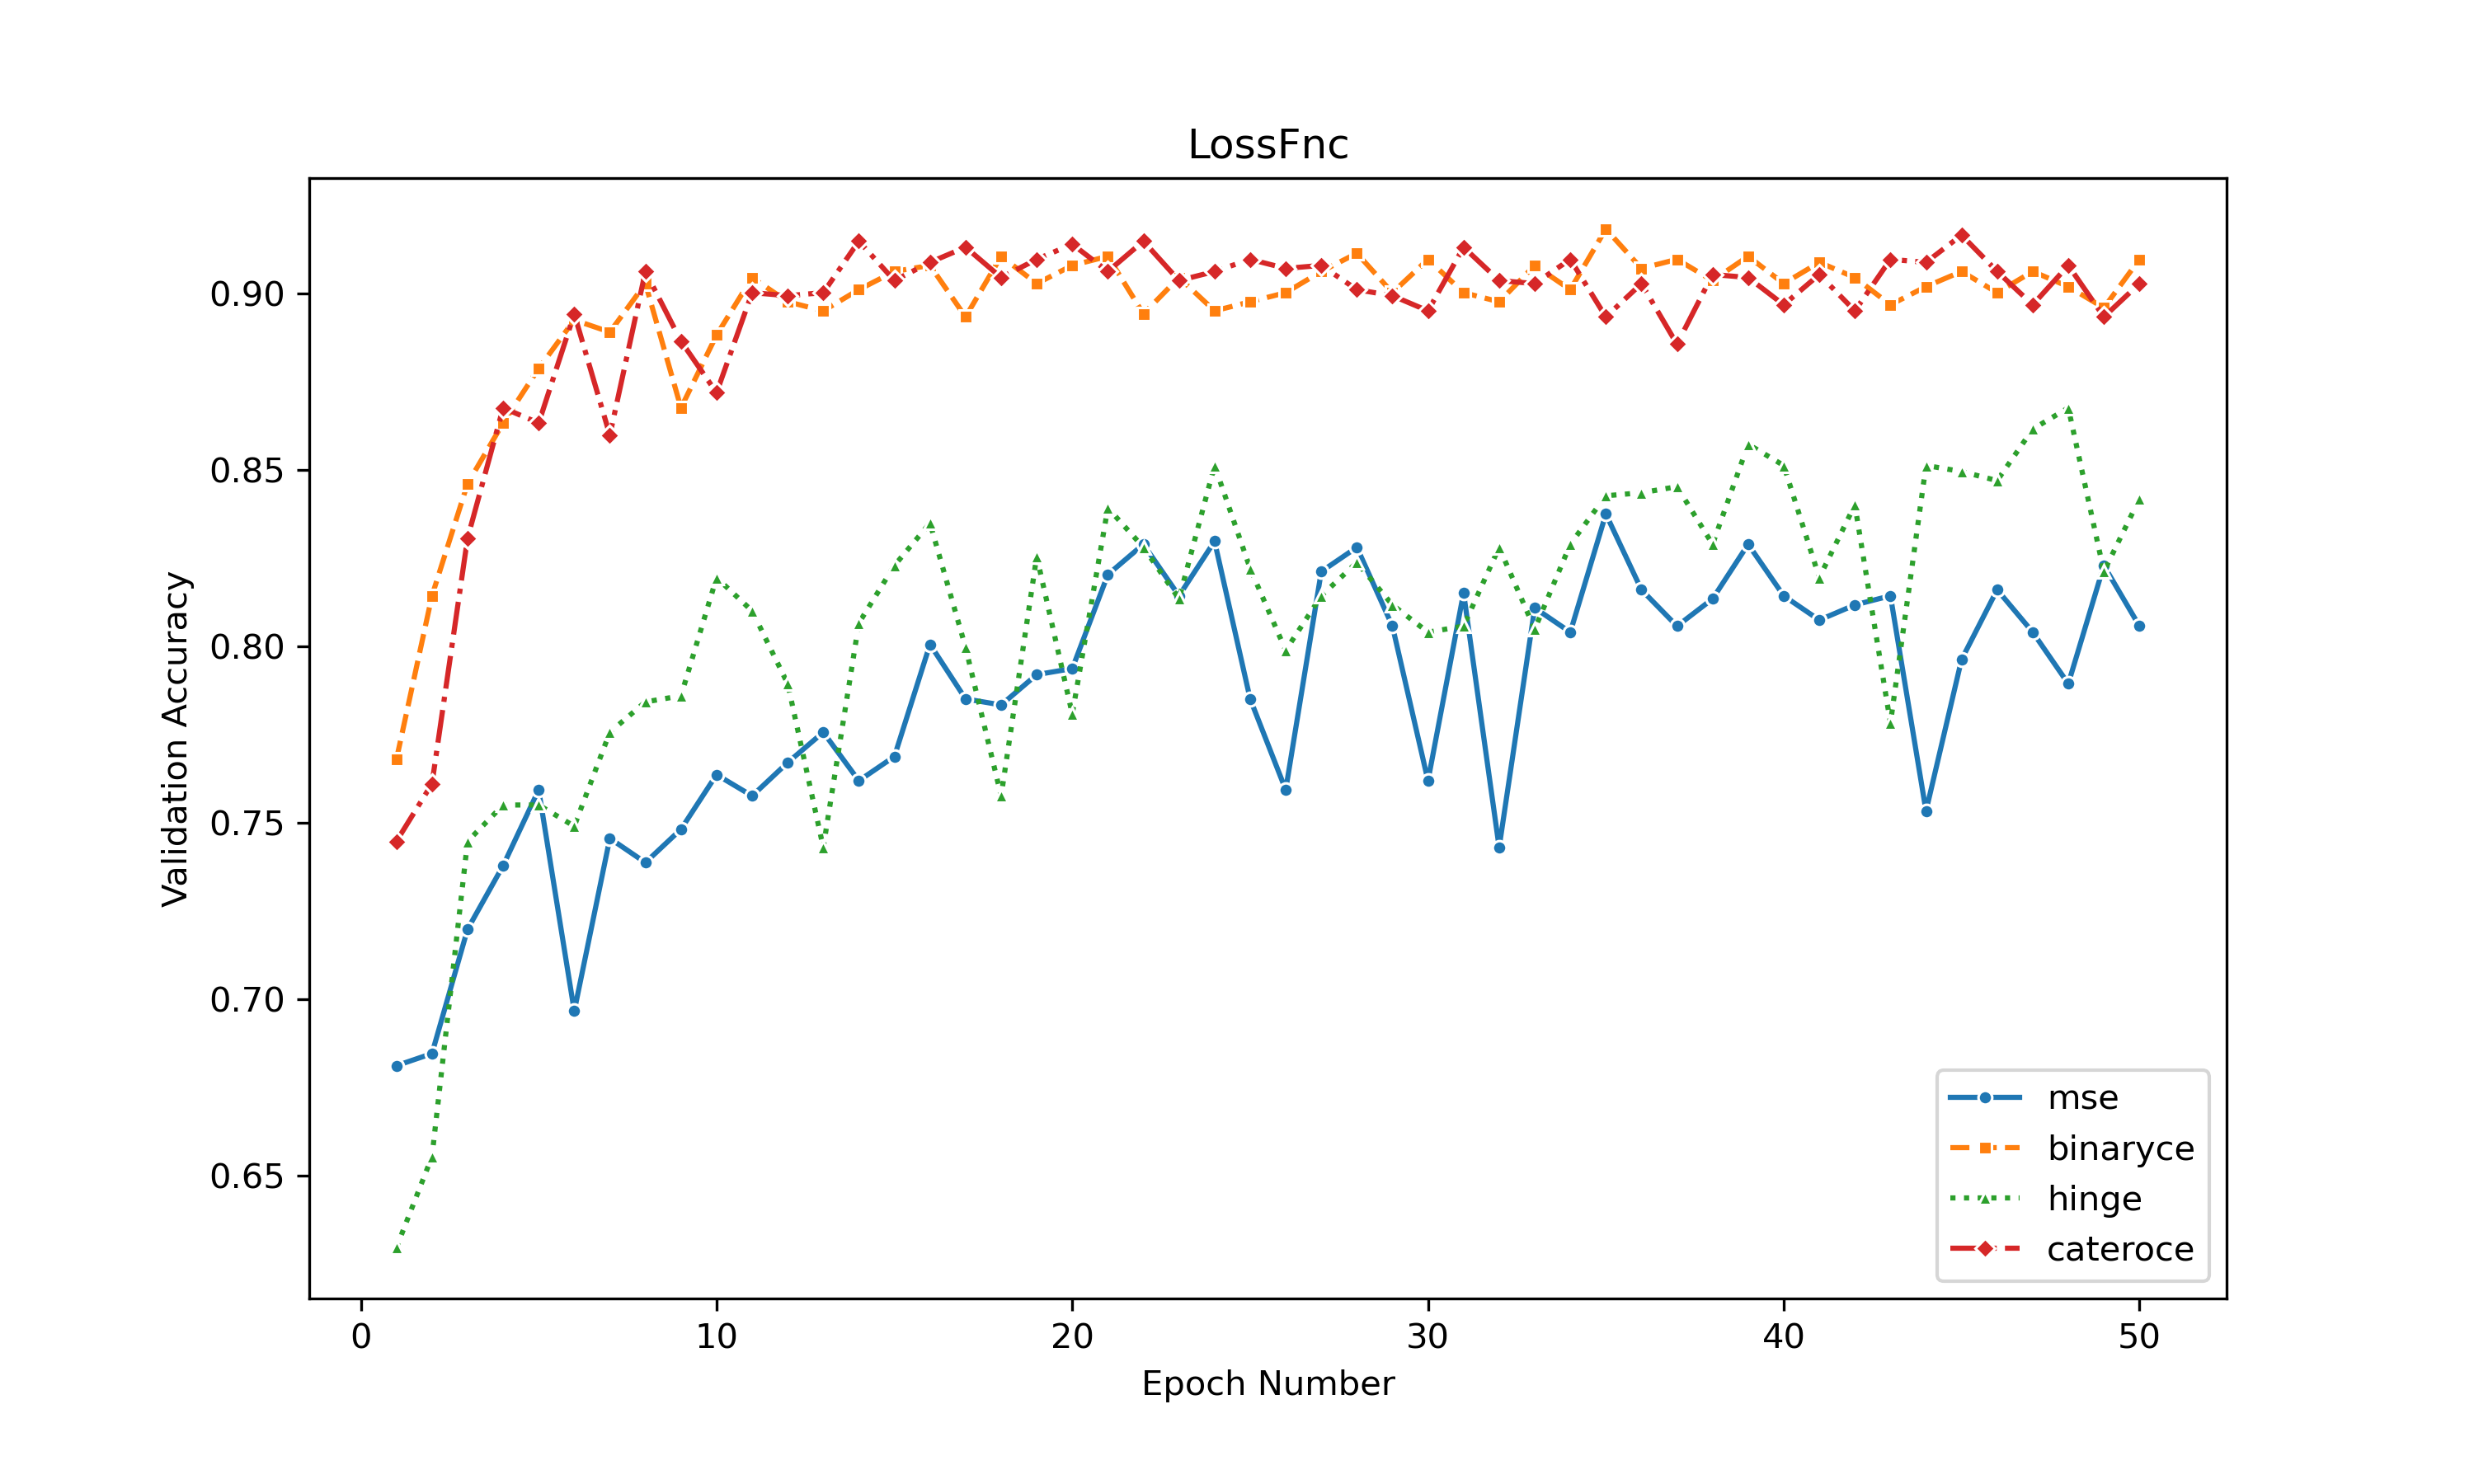 LossFnc
Validation Accuracy
0.90
0.85
0.80
0.75
0.70
0.65
0 10 20 30 40 50
Epoch Number
mse
binaryce
hinge
cateroce